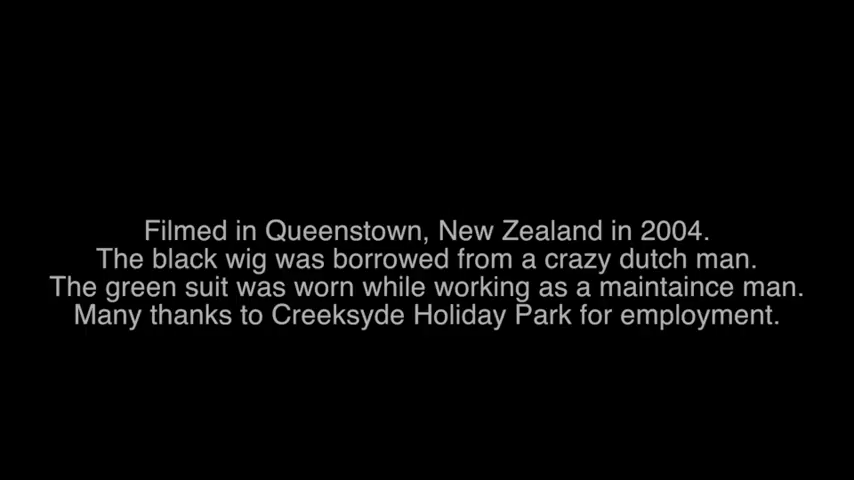 Filmed in Queenstown, New Zealand in 2004.
The black wig was borrowed from a crazy dutch man.
The green suit was worn while working as a maintaince man.
Many thanks to Creeksyde Holiday Park for employment.